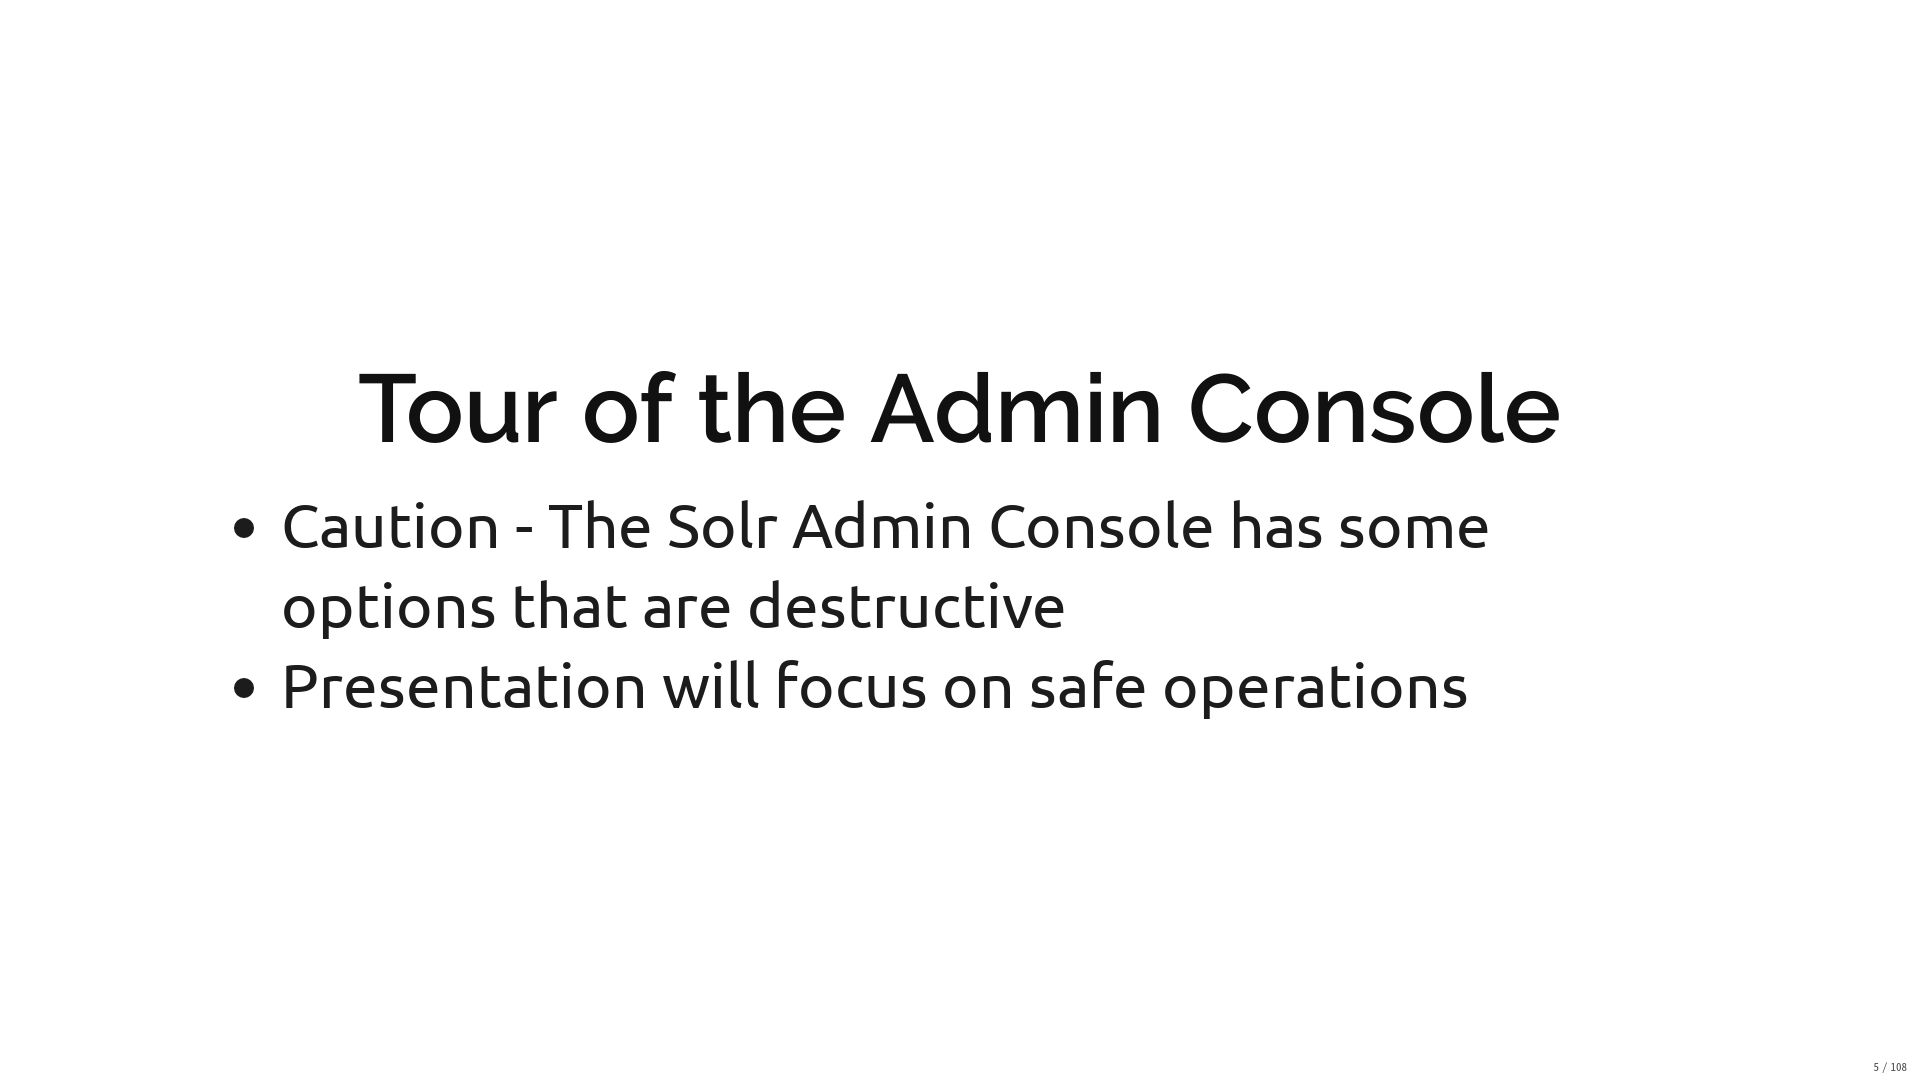 Tour of the Admin Console
• Caution - The Solr Admin Console has some
options that are destructive
• Presentation will focus on safe operations
5 / 108